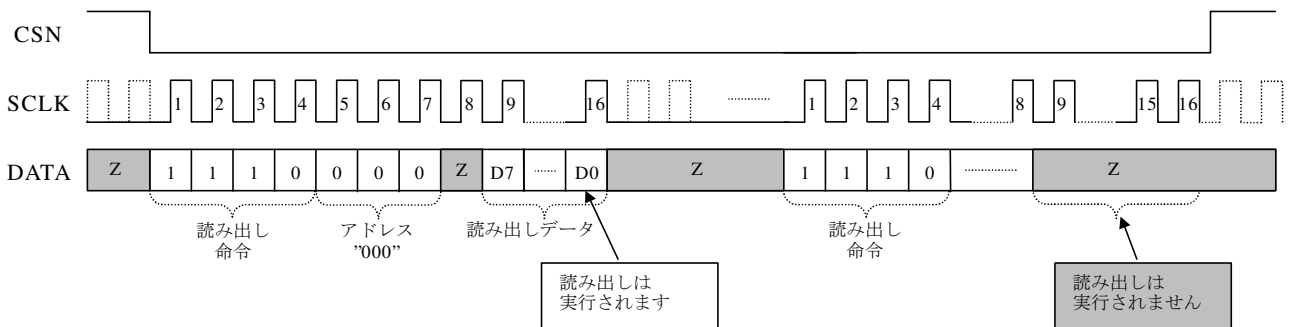 CSN
SCLK 1 2 3 4 5 6 7 8 9 16 1 2 3 4 8 9 15 16
DATA Z 1 1 1 0 0 0 0 Z D7 …… D0 Z 1 1 1 0 Z
読み出し
命令
アドレス
”000”
読み出しデータ
読み出し
命令
読み出しは
実行されます
読み出しは
実行されません